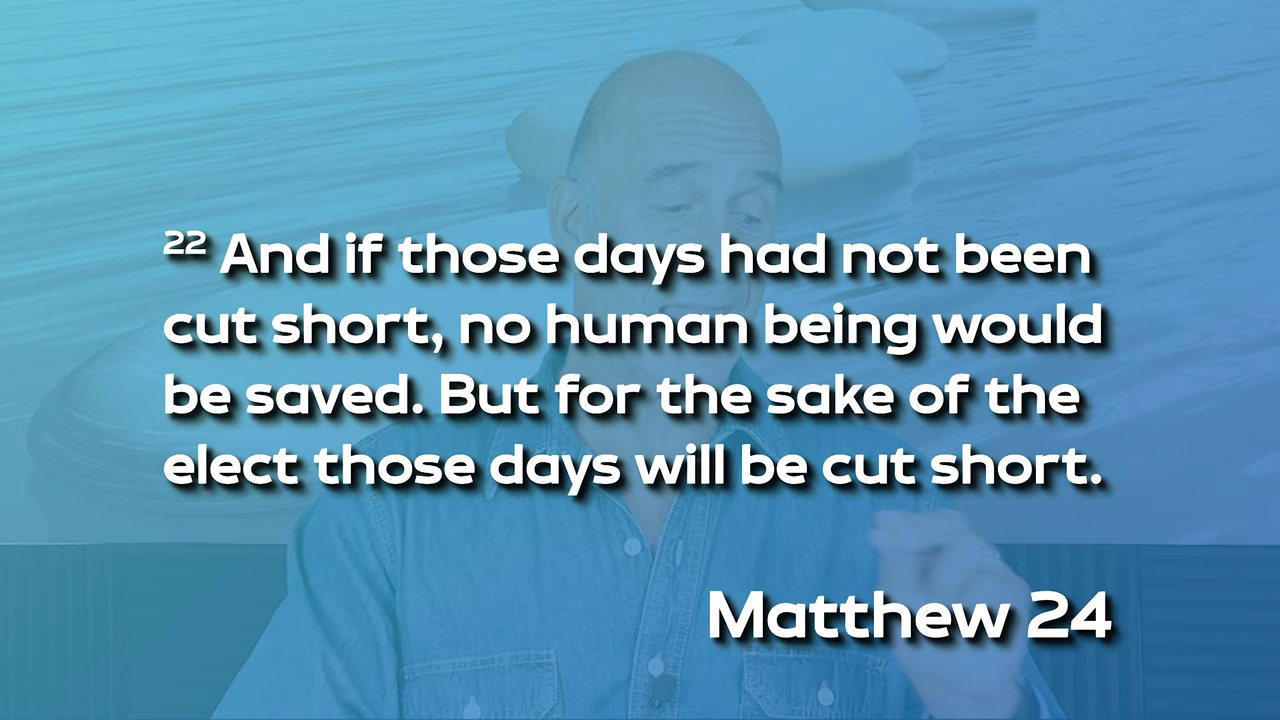 22 And if those days had not been
cut short, no human being would
be saved. But for the sake of the
elect those days will be cut short.
Matthew 24